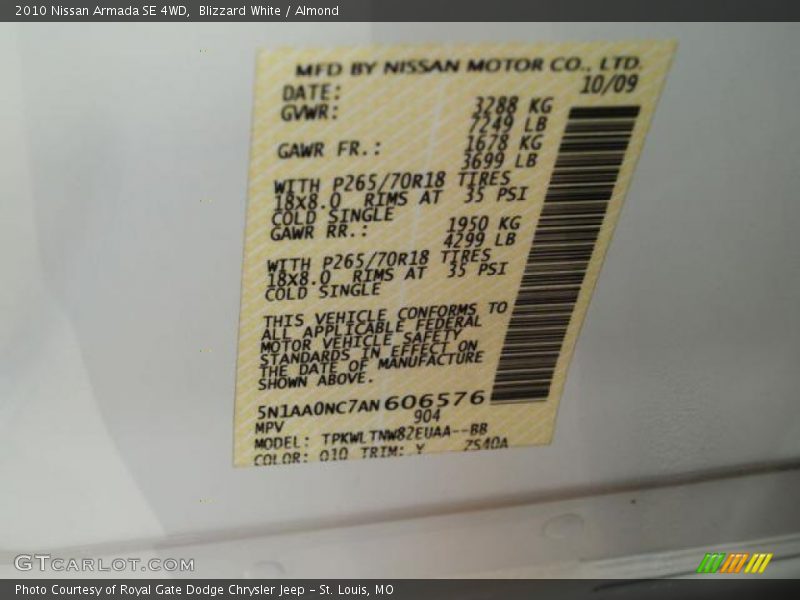 2010 Nissan Armada SE 4WD,  Blizzard White / Almond
MFD BY NISSAN MOTOR CO., LTD.
DATE: 10/09
GVWR: 3288 KG
7249 LB
GAWR FR.: 1678 KG
3699 LB
WITH P265/70R18 TIRES
18X8.0 RIMS AT 35 PSI
COLD SINGLE
GAWR RR.: 1950 KG
4299 LB
WITH P265/70R18 TIRES
18X8.0 RIMS AT 35 PSI
COLD SINGLE
THIS VEHICLE CONFORMS TO
ALL APPLICABLE FEDERAL
MOTOR VEHICLE SAFETY
STANDARDS IN EFFECT ON
THE DATE OF MANUFACTURE
SHOWN ABOVE.
5N1AA0NC7AN606576
MPV 904
MODEL: TPKWLTNW82EUAA--BB
COLOR: Q10 TRIM: Y ZS40A
GTCARLOT.COM
Photo Courtesy of Royal Gate Dodge Chrysler Jeep - St. Louis, MO